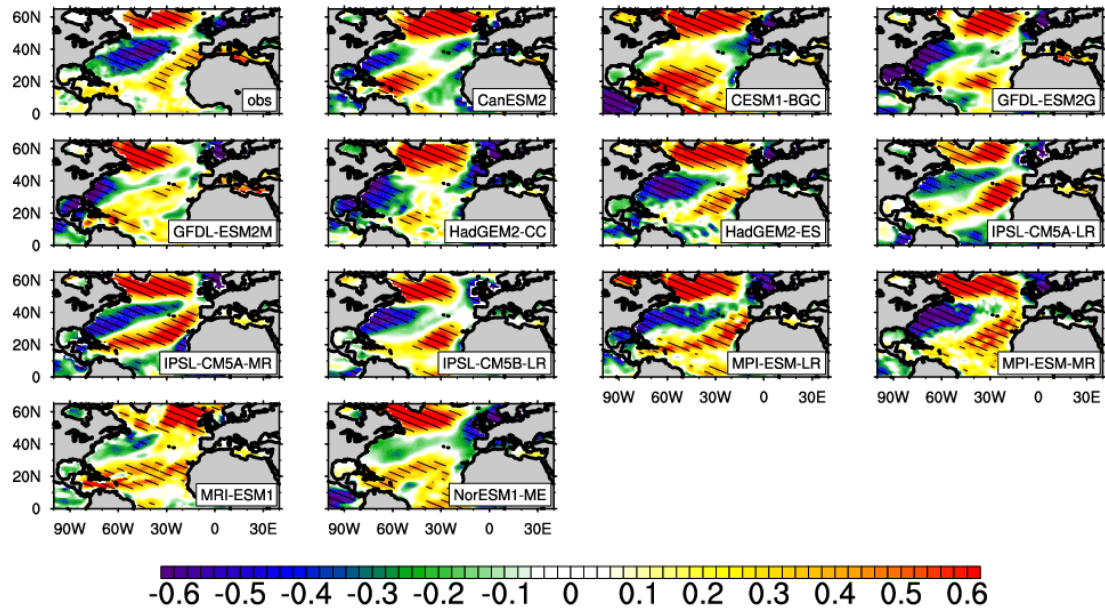 60N
40N
20N
0
obs
CanESM2
CESM1-BGC
GFDL-ESM2G
60N
40N
20N
0
GFDL-ESM2M
HadGEM2-CC
HadGEM2-ES
IPSL-CM5A-LR
60N
40N
20N
0
IPSL-CM5A-MR
IPSL-CM5B-LR
MPI-ESM-LR
MPI-ESM-MR
90W 60W 30W 0 30E 90W 60W 30W 0 30E
60N
40N
20N
0
MRI-ESM1
NorESM1-ME
90W 60W 30W 0 30E 90W 60W 30W 0 30E
-0.6 -0.5 -0.4 -0.3 -0.2 -0.1 0 0.1 0.2 0.3 0.4 0.5 0.6